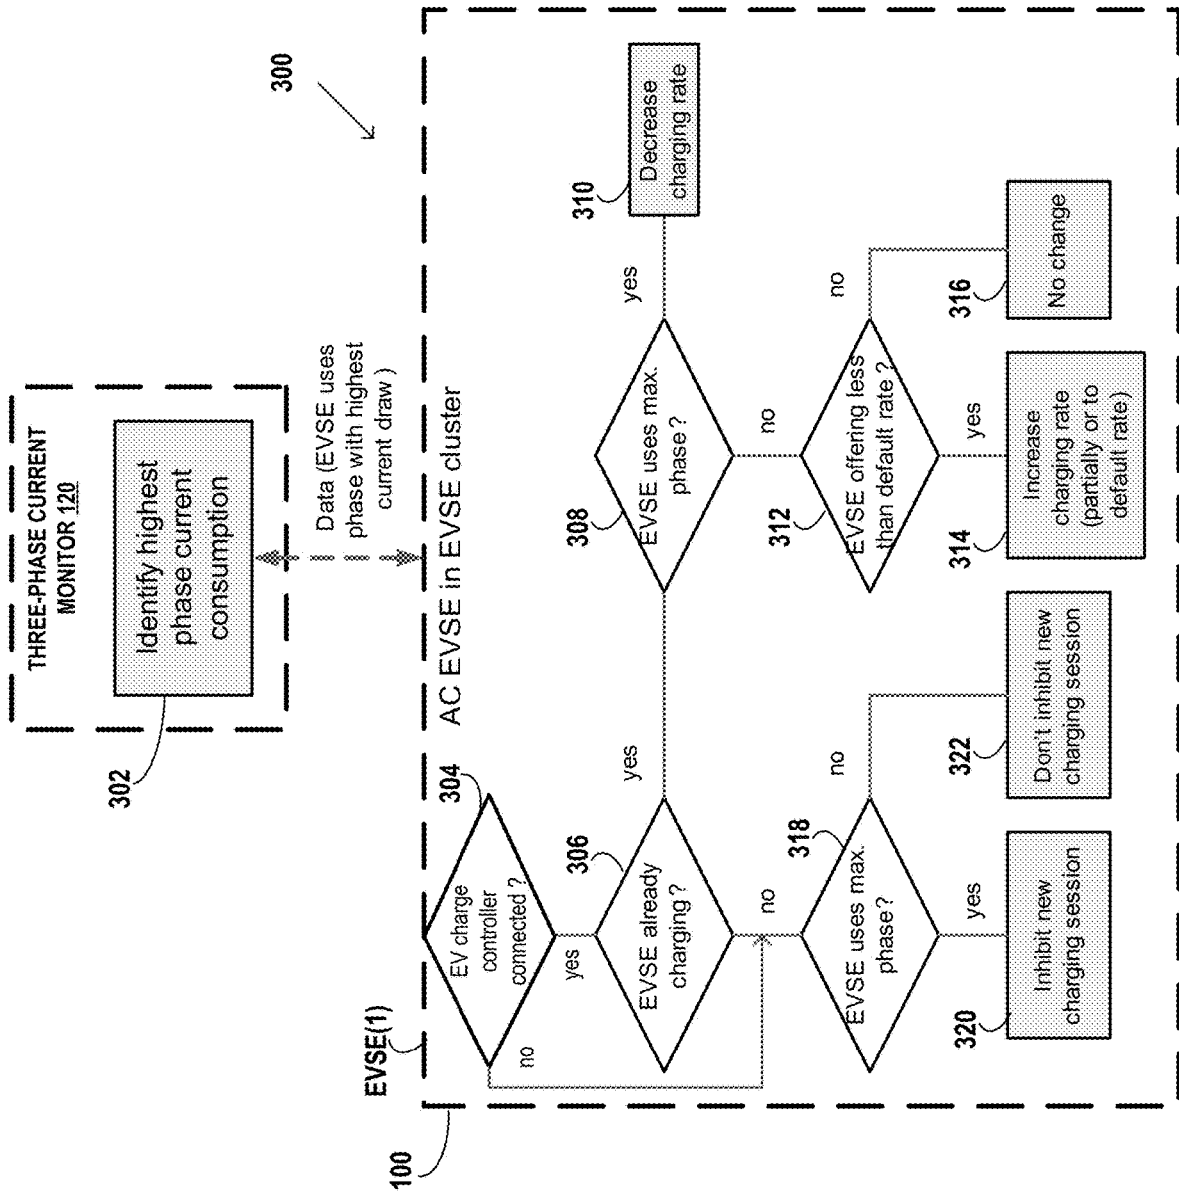 300
THREE-PHASE CURRENT
MONITOR 120
Identify highest
phase current
consumption
302
Data (EVSE uses
phase with highest
current draw )
100
EVSE(1)
AC EVSE in EVSE cluster
304
EV charge
controller
connected ?
no
yes
306
EVSE already
charging ?
yes
no
308
EVSE uses max.
phase ?
yes
no
310
Decrease
charging rate
312
EVSE offering less
than default rate ?
no
yes
314
Increase
charging rate
(partially or to
default rate)
316
No change
318
EVSE uses max.
phase?
no
yes
320
Inhibit new
charging session
322
Don't inhibit new
charging session